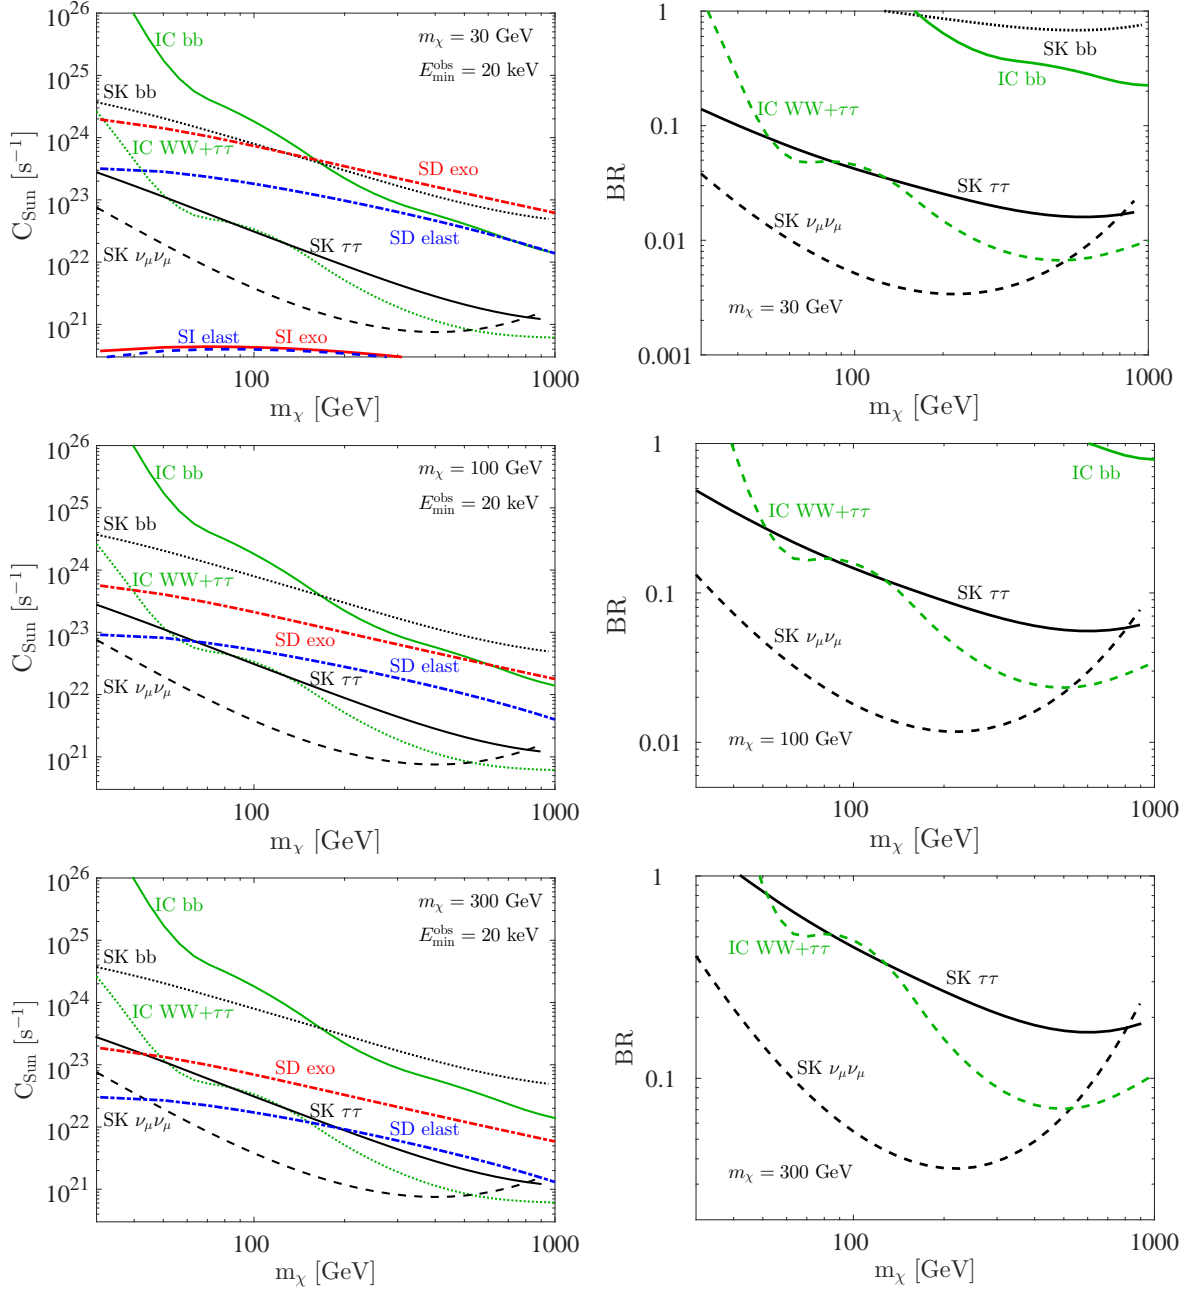 10^26
10^25
10^24
10^23
10^22
10^21
C_Sun [s^−1]
IC bb
m_χ = 30 GeV
E_min^obs = 20 keV
SK bb
IC WW+ττ
SD exo
SD elast
SK ττ
SK ν_μν_μ
SI elast
SI exo
100
1000
m_χ [GeV]
1
0.1
0.01
0.001
BR
SK bb
IC bb
IC WW+ττ
SK ττ
SK ν_μν_μ
m_χ = 30 GeV
100
1000
m_χ [GeV]
10^26
10^25
10^24
10^23
10^22
10^21
C_Sun [s^−1]
IC bb
m_χ = 100 GeV
E_min^obs = 20 keV
SK bb
IC WW+ττ
SD exo
SD elast
SK ττ
SK ν_μν_μ
100
1000
m_χ [GeV]
1
0.1
0.01
BR
IC bb
IC WW+ττ
SK ττ
SK ν_μν_μ
m_χ = 100 GeV
100
1000
m_χ [GeV]
10^26
10^25
10^24
10^23
10^22
10^21
C_Sun [s^−1]
IC bb
m_χ = 300 GeV
E_min^obs = 20 keV
SK bb
IC WW+ττ
SD exo
SK ττ
SD elast
SK ν_μν_μ
100
1000
m_χ [GeV]
1
0.1
BR
IC WW+ττ
SK ττ
SK ν_μν_μ
m_χ = 300 GeV
100
1000
m_χ [GeV]